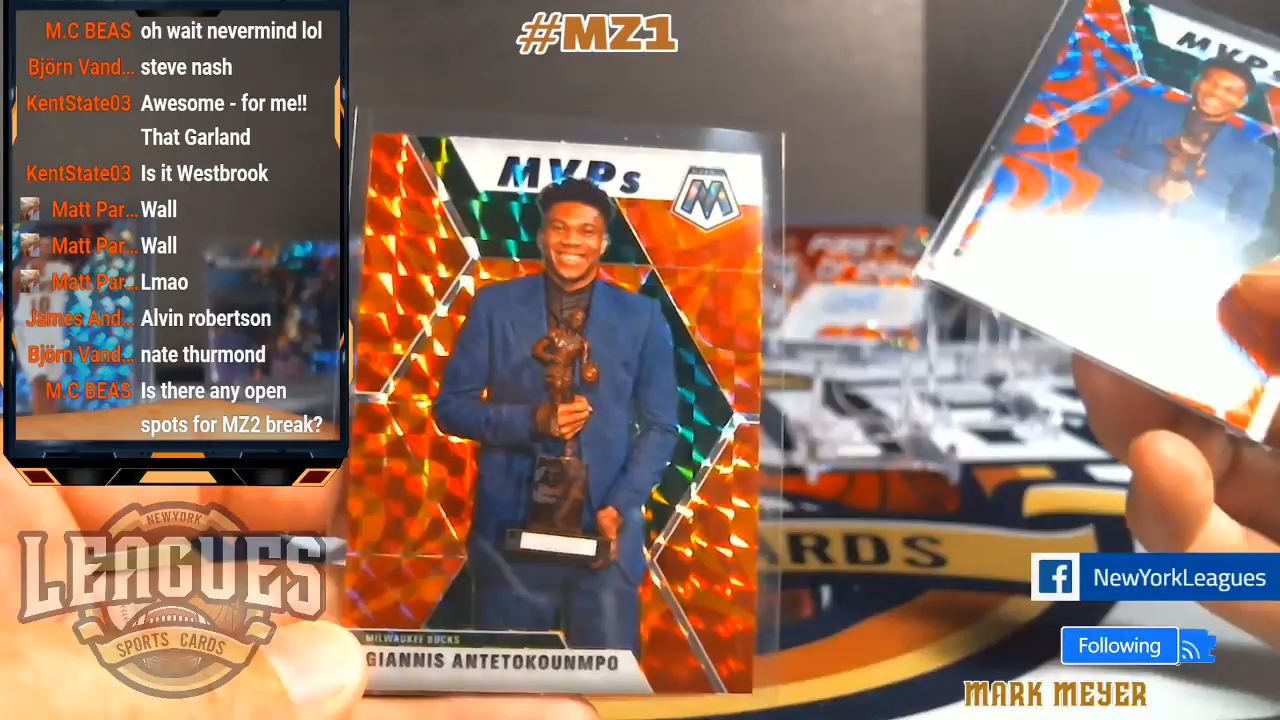 #MZ1
M.C BEAS oh wait nevermind lol
Björn Vand... steve nash
KentState03 Awesome - for me!!
That Garland
KentState03 Is it Westbrook
Matt Par... Wall
Matt Par... Wall
Matt Par... Lmao
James And... Alvin robertson
Björn Vand... nate thurmond
M.C BEAS Is there any open
spots for MZ2 break?
MVPs
M
MILWAUKEE BUCKS
GIANNIS ANTETOKOUNMPO
MVPs
CARDS
NEWYORK
LEAGUES
SPORTS CARDS
NewYorkLeagues
Following
MARK MEYER